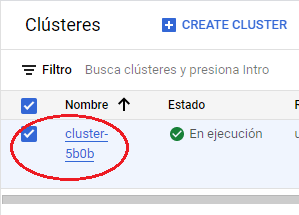 Clústeres
CREATE CLUSTER
Filtro Busca clústeres y presiona Intro
Nombre Estado
cluster-
5b0b
En ejecución